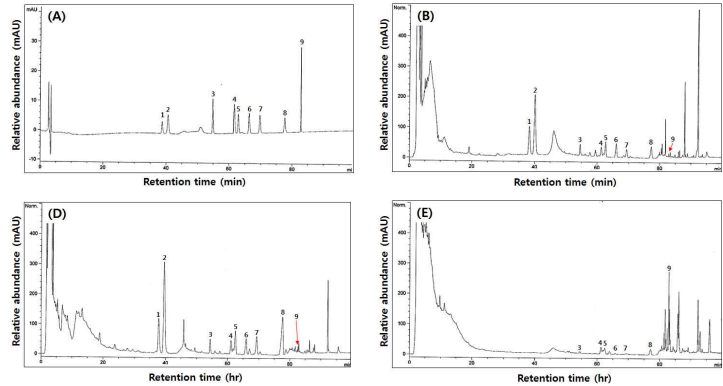 (A)
Relative abundance (mAU)
mAU
30
20
10
0
-10
1 2 3 4 5 6 7 8 9
0 20 40 60 80 min
Retention time (min)
(B)
Relative abundance (mAU)
Norm.
400
300
200
100
0
1 2 3 4 5 6 7 8 9
0 20 40 60 80
Retention time (min)
(D)
Relative abundance (mAU)
Norm.
400
300
200
100
0
1 2 3 4 5 6 7 8 9
0 20 40 60 80
Retention time (hr)
(E)
Relative abundance (mAU)
Norm.
400
300
200
100
0
3 4 5 6 7 8 9
0 20 40 60 80
Retention time (hr)